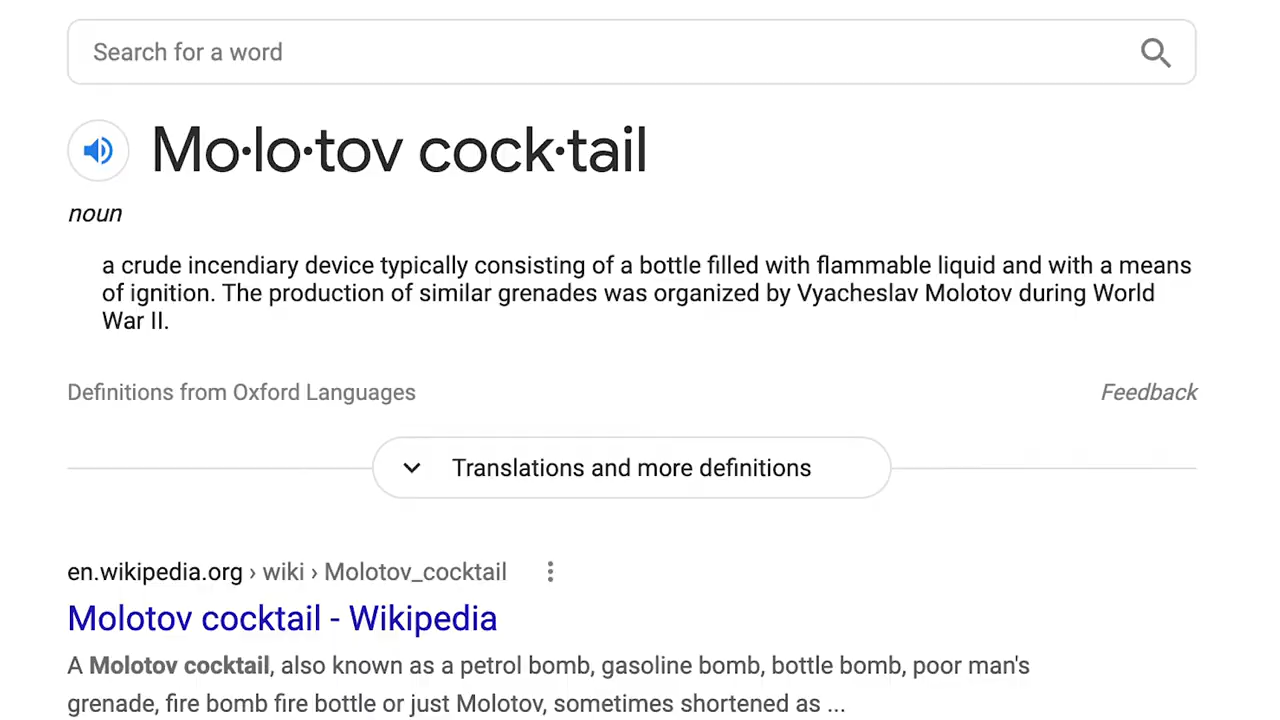 Search for a word
Mo·lo·tov cock·tail
noun
a crude incendiary device typically consisting of a bottle filled with flammable liquid and with a means
of ignition. The production of similar grenades was organized by Vyacheslav Molotov during World
War II.
Definitions from Oxford Languages Feedback
Translations and more definitions
en.wikipedia.org › wiki › Molotov_cocktail
Molotov cocktail - Wikipedia
A Molotov cocktail, also known as a petrol bomb, gasoline bomb, bottle bomb, poor man's
grenade, fire bomb fire bottle or just Molotov, sometimes shortened as ...